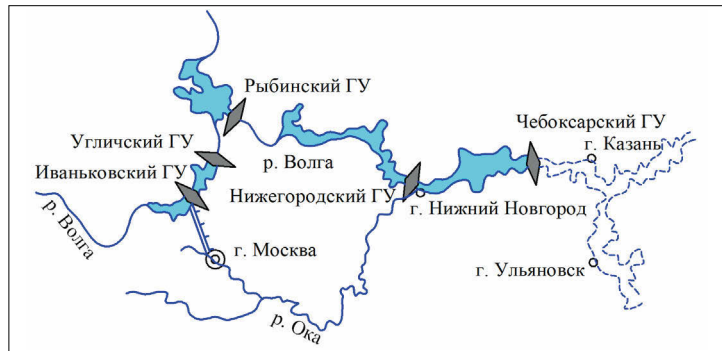 Рыбинский ГУ
Чебоксарский ГУ
г. Казань
Угличский ГУ
р. Волга
Иваньковский ГУ
Нижегородский ГУ
г. Нижний Новгород
р. Волга
г. Москва
г. Ульяновск
р. Ока